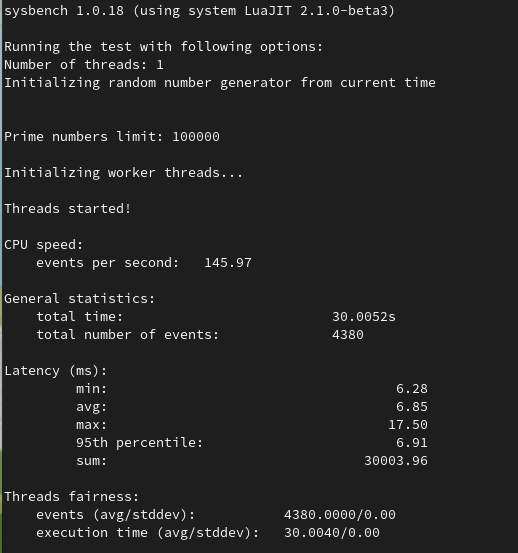 sysbench 1.0.18 (using system LuaJIT 2.1.0-beta3)
Running the test with following options:
Number of threads: 1
Initializing random number generator from current time
Prime numbers limit: 100000
Initializing worker threads...
Threads started!
CPU speed:
events per second: 145.97
General statistics:
total time: 30.0052s
total number of events: 4380
Latency (ms):
min: 6.28
avg: 6.85
max: 17.50
95th percentile: 6.91
sum: 30003.96
Threads fairness:
events (avg/stddev): 4380.0000/0.00
execution time (avg/stddev): 30.0040/0.00